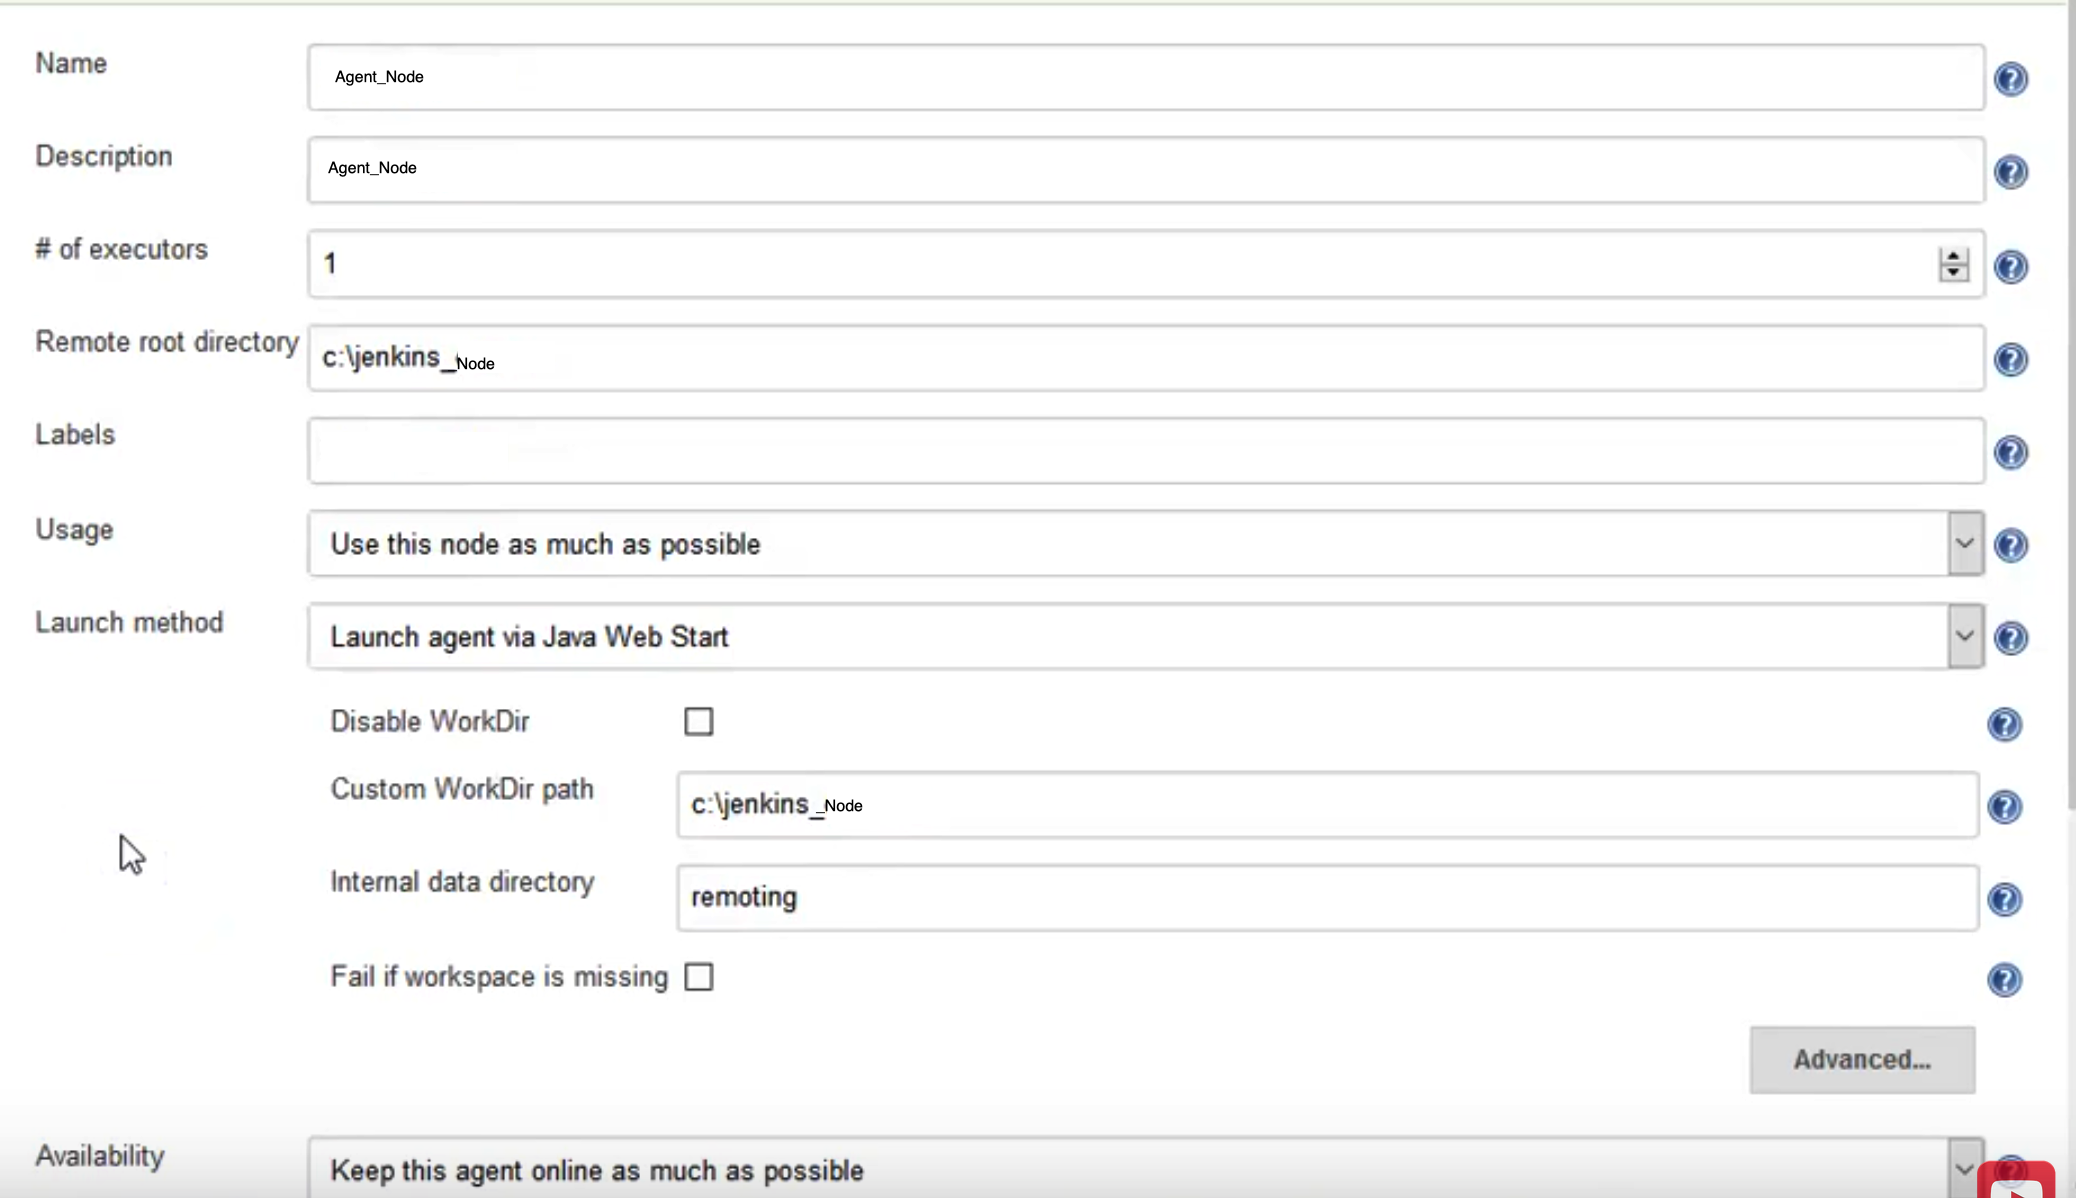 Name
Agent_Node
Description
Agent_Node
# of executors
1
Remote root directory
c:\jenkins_Node
Labels
Usage
Use this node as much as possible
Launch method
Launch agent via Java Web Start
Disable WorkDir
Custom WorkDir path
c:\jenkins__Node
Internal data directory
remoting
Fail if workspace is missing
Advanced...
Availability
Keep this agent online as much as possible